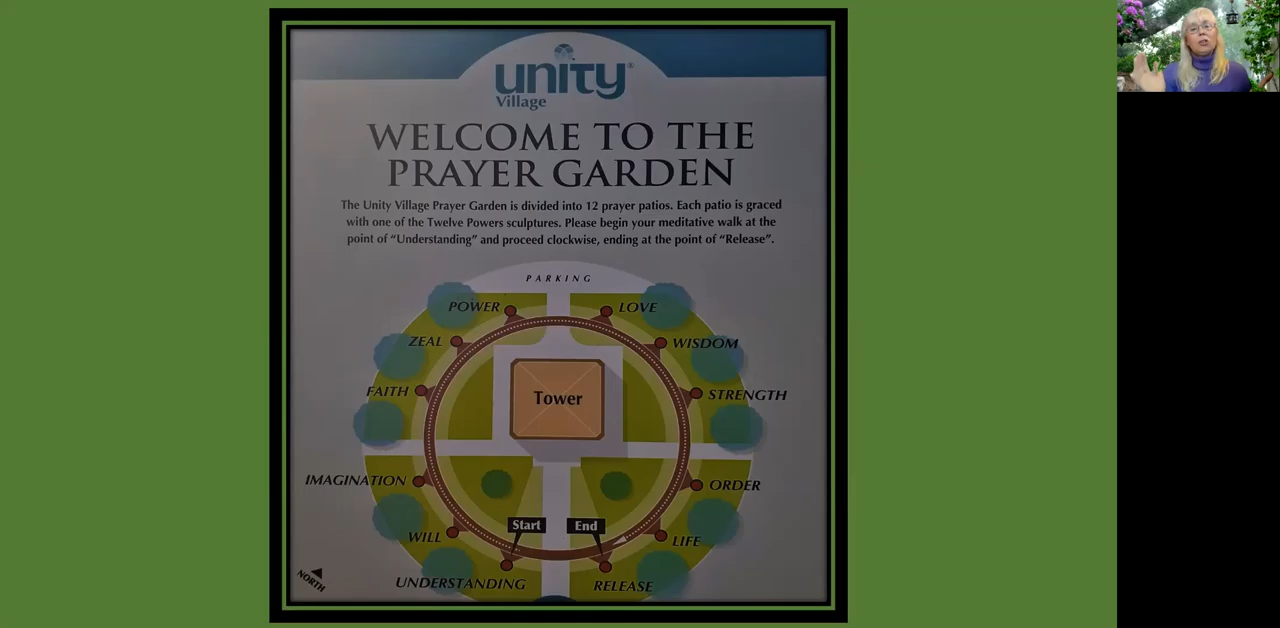 unity®
Village
WELCOME TO THE
PRAYER GARDEN
The Unity Village Prayer Garden is divided into 12 prayer patios. Each patio is graced
with one of the Twelve Powers sculptures. Please begin your meditative walk at the
point of “Understanding” and proceed clockwise, ending at the point of “Release”.
PARKING
POWER
LOVE
ZEAL
WISDOM
FAITH
STRENGTH
Tower
IMAGINATION
ORDER
Start
End
WILL
LIFE
UNDERSTANDING
RELEASE
NORTH